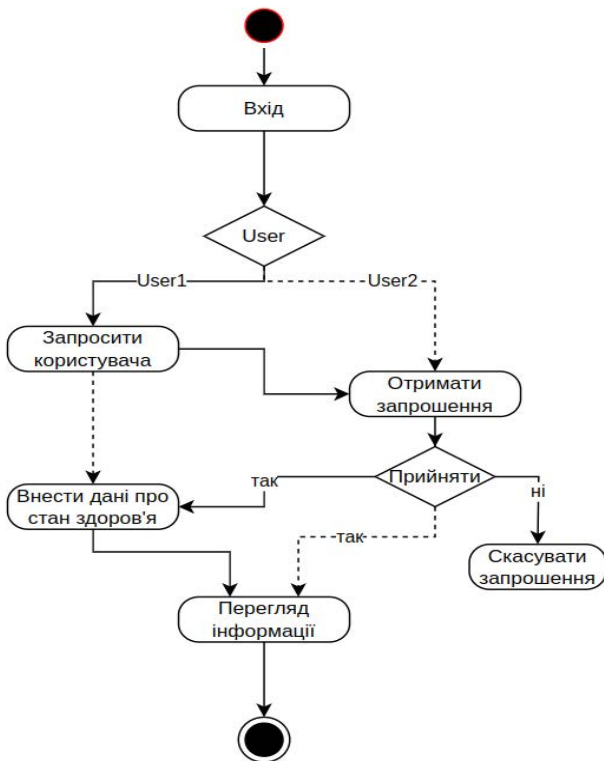 Вхід
User
User1
User2
Запросити
користувача
Отримати
запрошення
Прийняти
так
ні
Внести дані про
стан здоров'я
так
Скасувати
запрошення
Перегляд
інформації